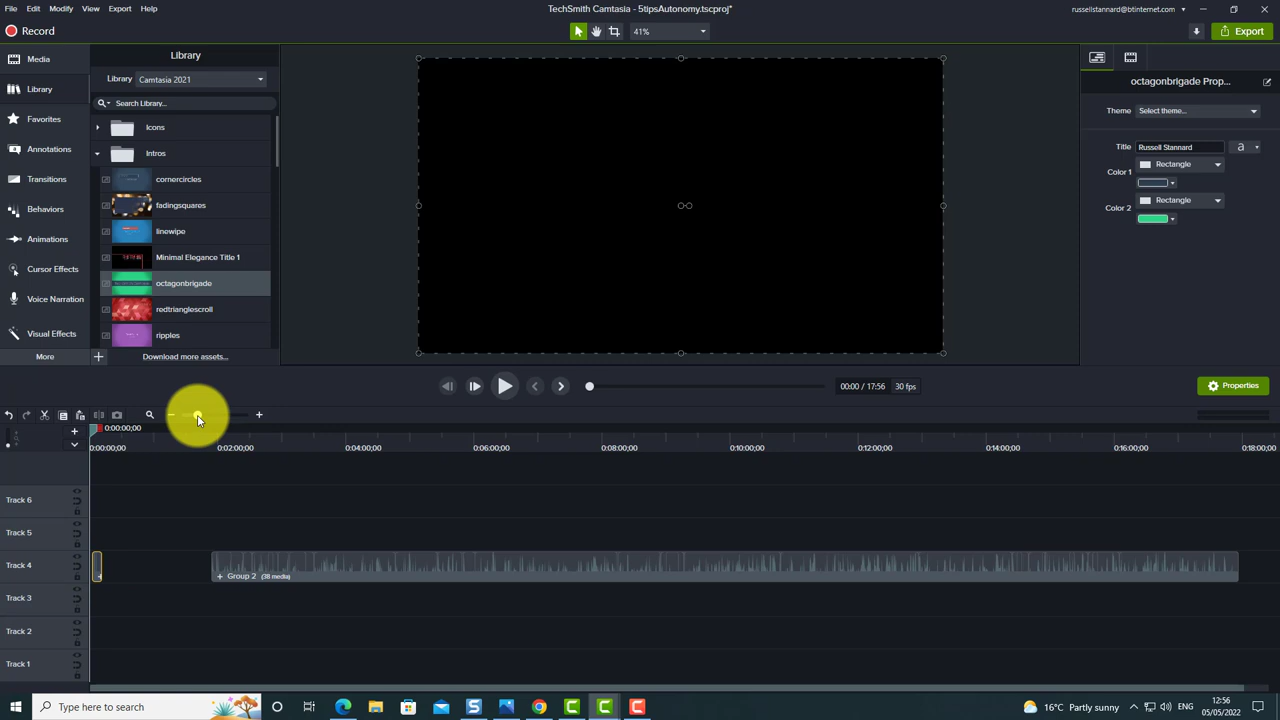 File Edit Modify View Export Help
TechSmith Camtasia - 5tipsAutonomy.tscproj*
russellstannard@btinternet.com
Record
41%
Export
Media
Library
Favorites
Annotations
Transitions
Behaviors
Animations
Cursor Effects
Voice Narration
Visual Effects
More
Library
Library Camtasia 2021
Search Library...
Icons
Intros
cornercircles
fadingsquares
linewipe
Minimal Elegance Title 1
octagonbrigade
redtrianglescroll
ripples
Download more assets...
octagonbrigade Prop...
Theme Select theme...
Title Russell Stannard a
Color 1 Rectangle
Color 2 Rectangle
00:00 / 17:56 30 fps
Properties
0:00:00;00
0:00:00;00 0:02:00;00 0:04:00;00 0:06:00;00 0:08:00;00 0:10:00;00 0:12:00;00 0:14:00;00 0:16:00;00 0:18:00;00
Track 6
Track 5
Track 4
+ Group 2 (38 media)
Track 3
Track 2
Track 1
Type here to search
16°C Partly sunny
ENG
12:56
05/05/2022